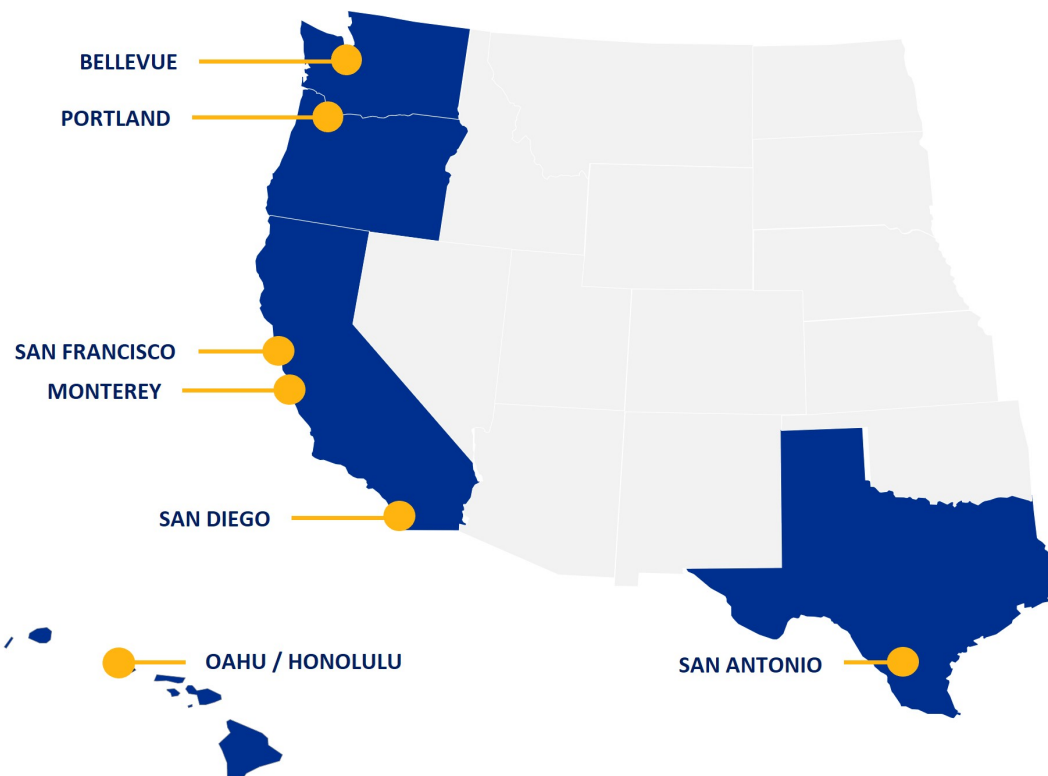 BELLEVUE
PORTLAND
SAN FRANCISCO
MONTEREY
SAN DIEGO
OAHU / HONOLULU
SAN ANTONIO